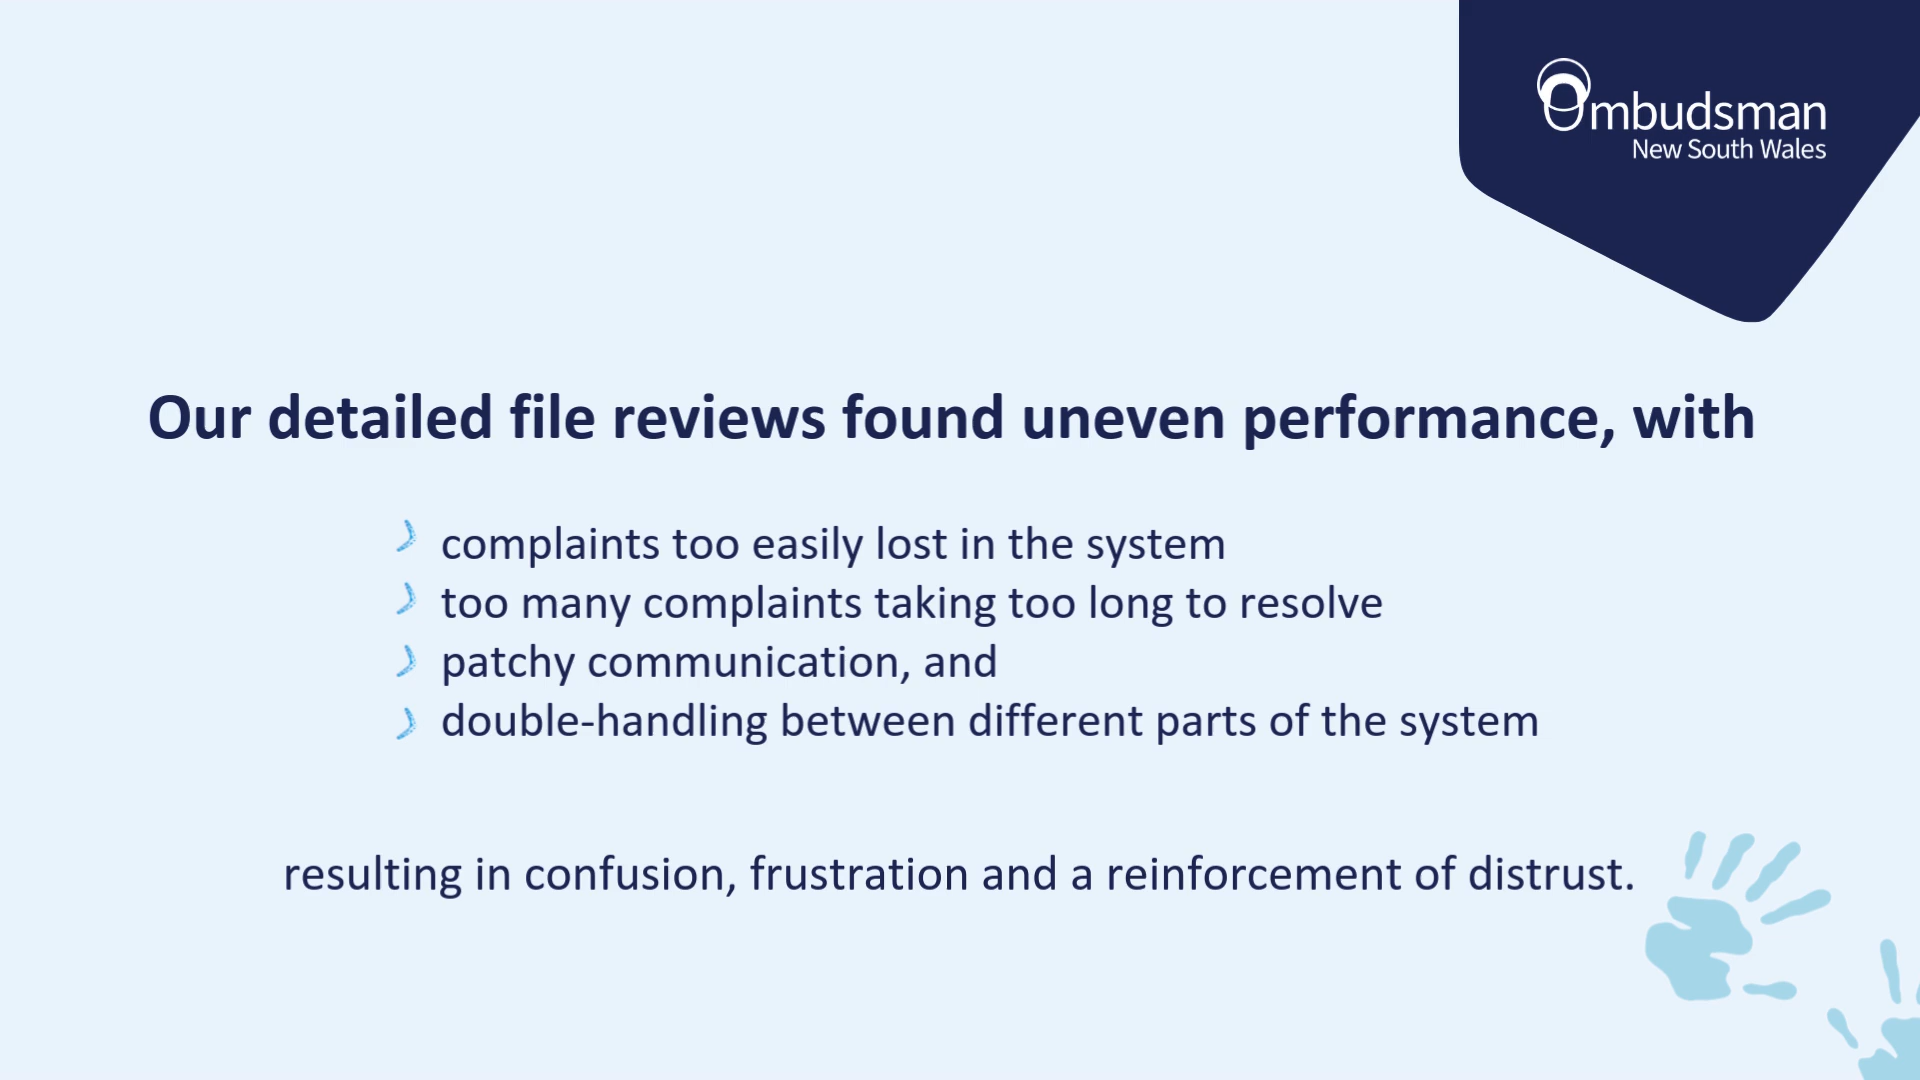 Ombudsman
New South Wales
Our detailed file reviews found uneven performance, with
complaints too easily lost in the system
too many complaints taking too long to resolve
patchy communication, and
double-handling between different parts of the system
resulting in confusion, frustration and a reinforcement of distrust.